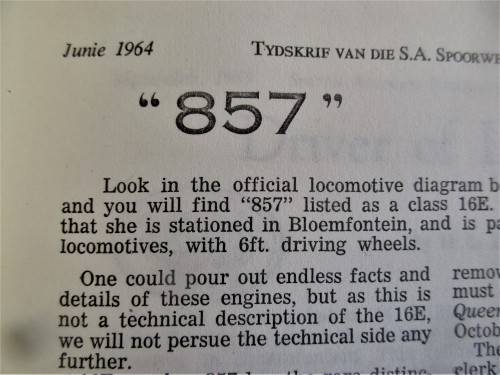 Junie 1964 TYDSKRIF VAN DIE S.A. SPOORWE
“857”
Look in the official locomotive diagram b
and you will find “857” listed as a class 16E.
that she is stationed in Bloemfontein, and is pa
locomotives, with 6ft. driving wheels.
One could pour out endless facts and
details of these engines, but as this is
not a technical description of the 16E,
we will not persue the technical side any
further.
remov
must
Queen
Octob
The
clerk